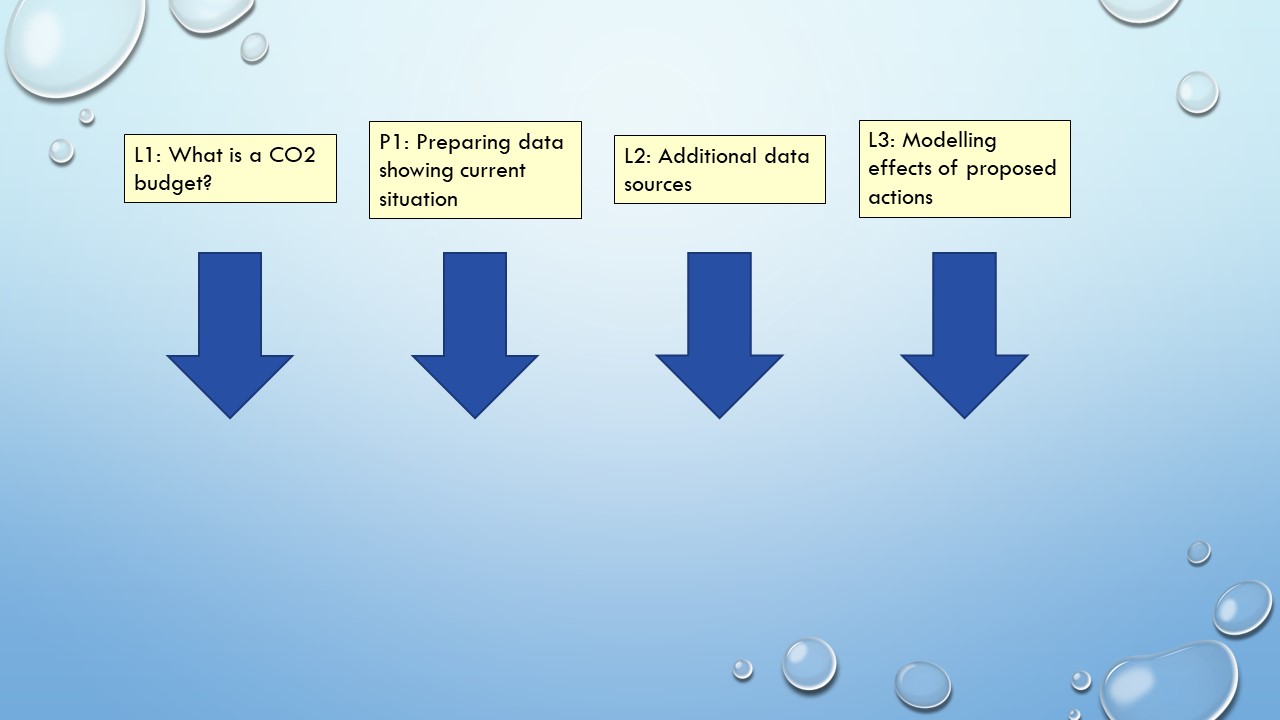 L1: What is a CO2
budget?
P1: Preparing data
showing current
situation
L2: Additional data
sources
L3: Modelling
effects of proposed
actions